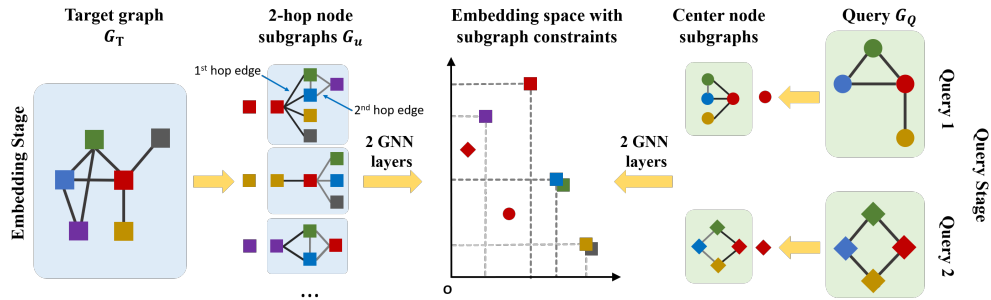 Target graph
G_T
2-hop node
subgraphs G_u
Embedding space with
subgraph constraints
Center node
subgraphs
Query G_Q
Embedding Stage
1st hop edge
2nd hop edge
2 GNN
layers
2 GNN
layers
Query 1
Query 2
Query Stage
...
O